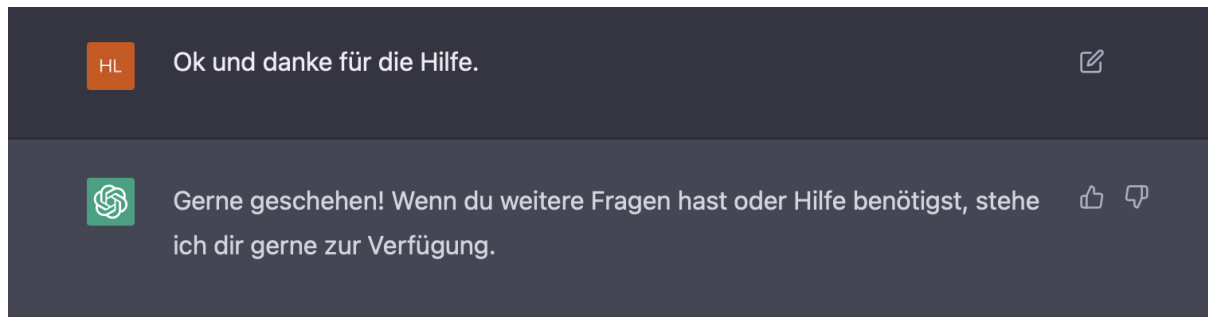 HL
Ok und danke für die Hilfe.
Gerne geschehen! Wenn du weitere Fragen hast oder Hilfe benötigst, stehe
ich dir gerne zur Verfügung.